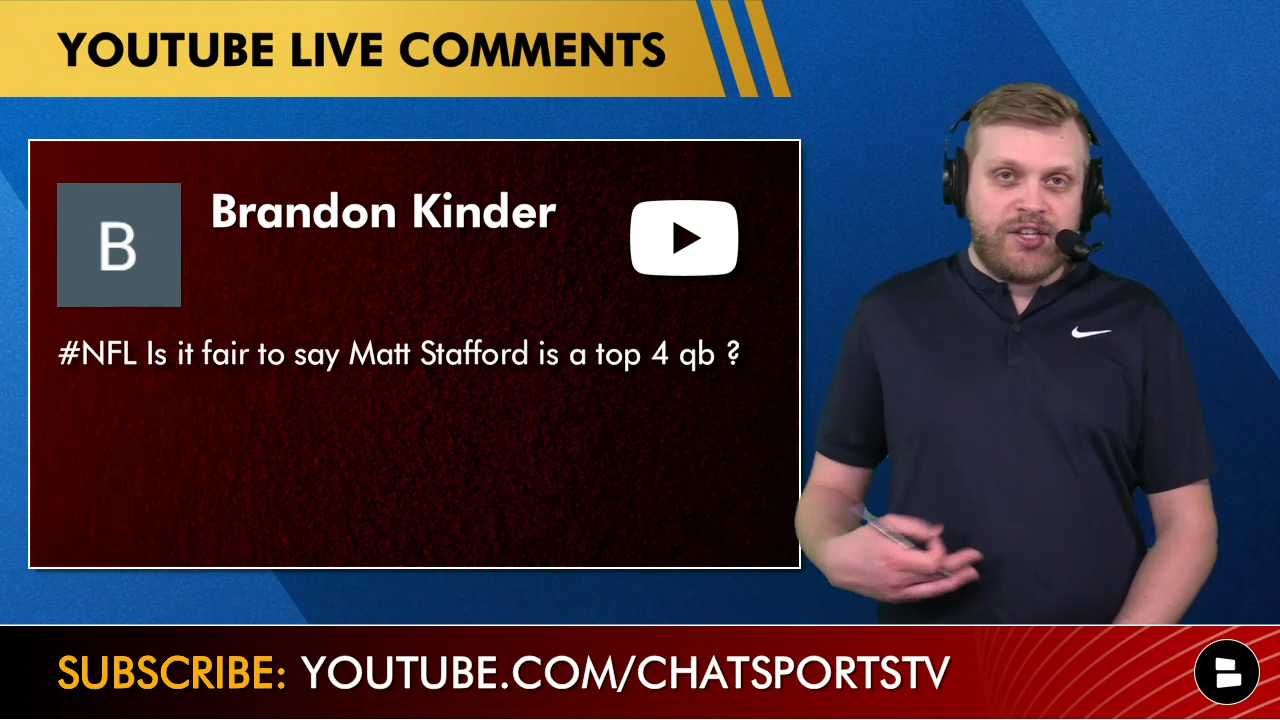 YOUTUBE LIVE COMMENTS
B
Brandon Kinder
#NFL Is it fair to say Matt Stafford is a top 4 qb ?
SUBSCRIBE: YOUTUBE.COM/CHATSPORTSTV